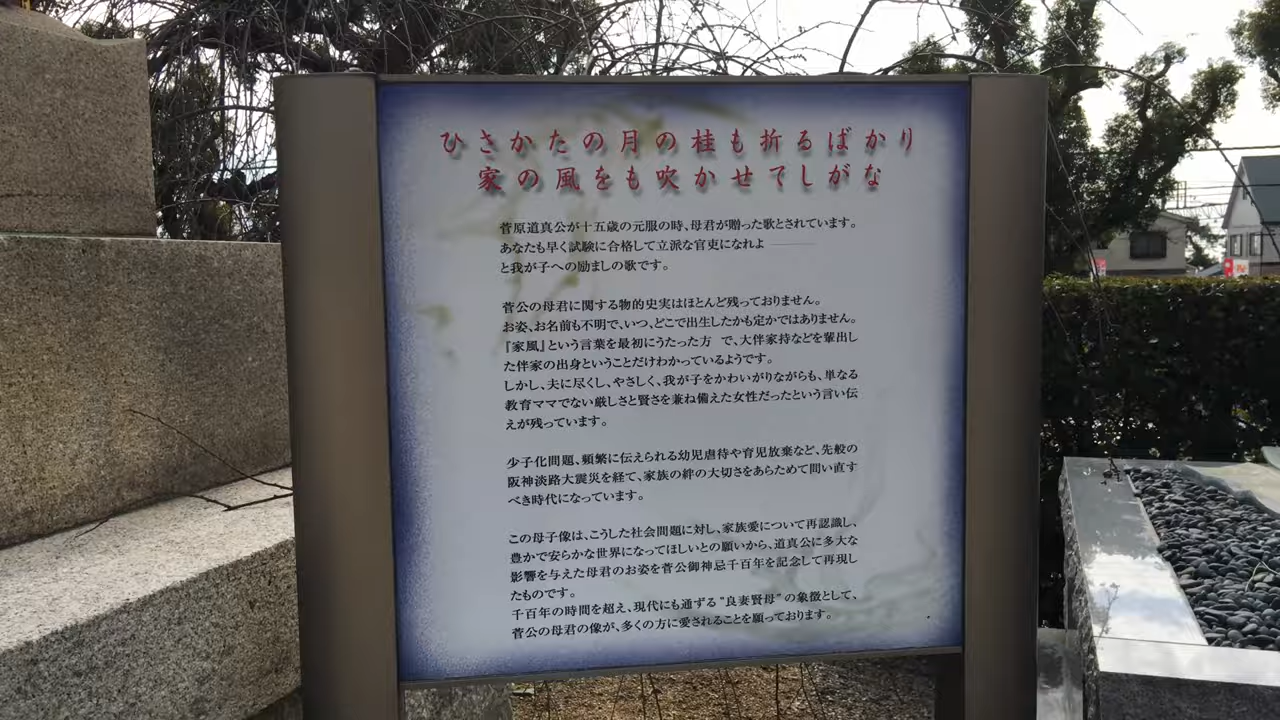 ひさかたの月の桂も折るばかり
家の風をも吹かせてしがな
菅原道真公が十五歳の元服の時、母君が贈った歌とされています。
あなたも早く試験に合格して立派な官吏になれよ ―――
と我が子への励ましの歌です。
菅公の母君に関する物的史実はほとんど残っておりません。
お姿、お名前も不明で、いつ、どこで出生したかも定かではありません。
『家風』という言葉を最初にうたった方 で、大伴家持などを輩出し
た伴家の出身ということだけわかっているようです。
しかし、夫に尽くし、やさしく、我が子をかわいがりながらも、単なる
教育ママでない厳しさと賢さを兼ね備えた女性だったという言い伝
えが残っています。
少子化問題、頻繁に伝えられる幼児虐待や育児放棄など、先般の
阪神淡路大震災を経て、家族の絆の大切さをあらためて問い直す
べき時代になっています。
この母子像は、こうした社会問題に対し、家族愛について再認識し、
豊かで安らかな世界になってほしいとの願いから、道真公に多大な
影響を与えた母君のお姿を菅公御神忌千百年を記念して再現し
たものです。
千百年の時間を超え、現代にも通ずる"良妻賢母"の象徴として、
菅公の母君の像が、多くの方に愛されることを願っております。